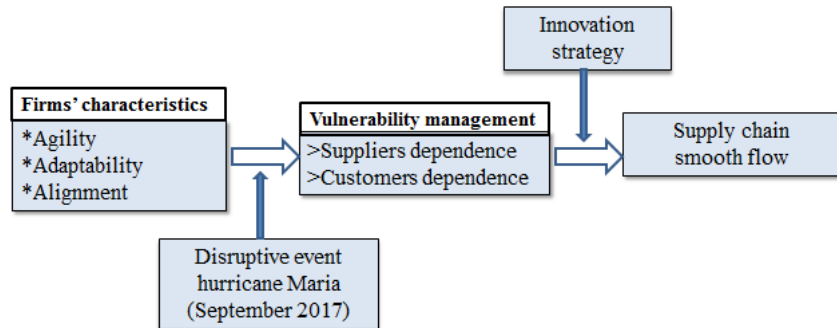 Innovation
strategy
Firms' characteristics
*Agility
*Adaptability
*Alignment
Vulnerability management
>Suppliers dependence
>Customers dependence
Supply chain
smooth flow
Disruptive event
hurricane Maria
(September 2017)